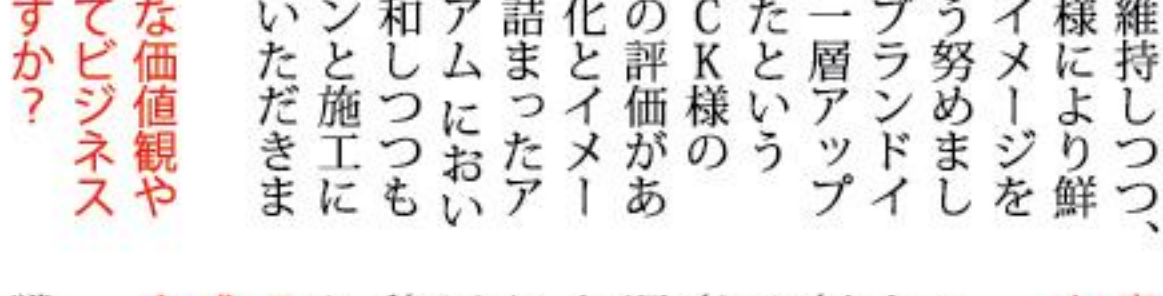 維持しつつ、
様により鮮
イメージを
う努めまし
ブランドイ
一層アップ
たという
CK様の
の評価があ
化とイメー
詰まったア
アムにおい
和しつつも
ンと施工に
いただきま
な価値観や
てビジネス
すか?